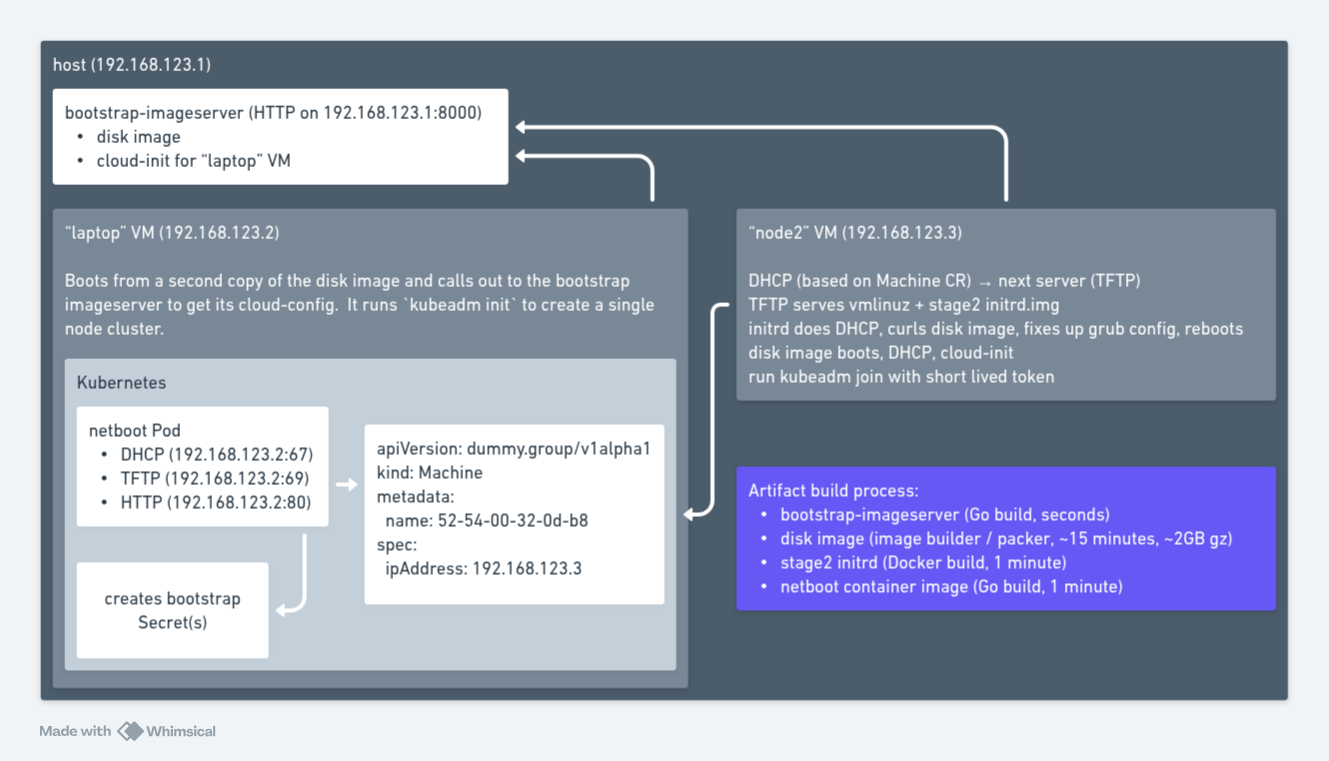 host (192.168.123.1)
bootstrap-imageserver (HTTP on 192.168.123.1:8000)
• disk image
• cloud-init for “laptop” VM
“laptop” VM (192.168.123.2)
Boots from a second copy of the disk image and calls out to the bootstrap
imageserver to get its cloud-config.  It runs `kubeadm init` to create a single
node cluster.
Kubernetes
netboot Pod
• DHCP (192.168.123.2:67)
• TFTP (192.168.123.2:69)
• HTTP (192.168.123.2:80)
creates bootstrap
Secret(s)
apiVersion: dummy.group/v1alpha1
kind: Machine
metadata:
  name: 52-54-00-32-0d-b8
spec:
  ipAddress: 192.168.123.3
“node2” VM (192.168.123.3)
DHCP (based on Machine CR) → next server (TFTP)
TFTP serves vmlinuz + stage2 initrd.img
initrd does DHCP, curls disk image, fixes up grub config, reboots
disk image boots, DHCP, cloud-init
run kubeadm join with short lived token
Artifact build process:
• bootstrap-imageserver (Go build, seconds)
• disk image (image builder / packer, ~15 minutes, ~2GB gz)
• stage2 initrd (Docker build, 1 minute)
• netboot container image (Go build, 1 minute)
Made with Whimsical